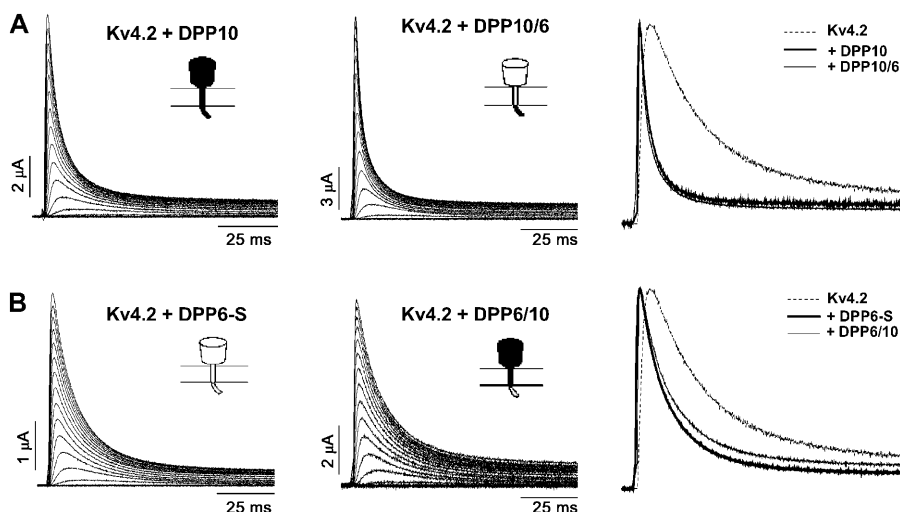 A
Kv4.2 + DPP10
2 µA
25 ms
Kv4.2 + DPP10/6
3 µA
25 ms
Kv4.2
+ DPP10
+ DPP10/6
B
Kv4.2 + DPP6-S
1 µA
25 ms
Kv4.2 + DPP6/10
2 µA
25 ms
Kv4.2
+ DPP6-S
+ DPP6/10